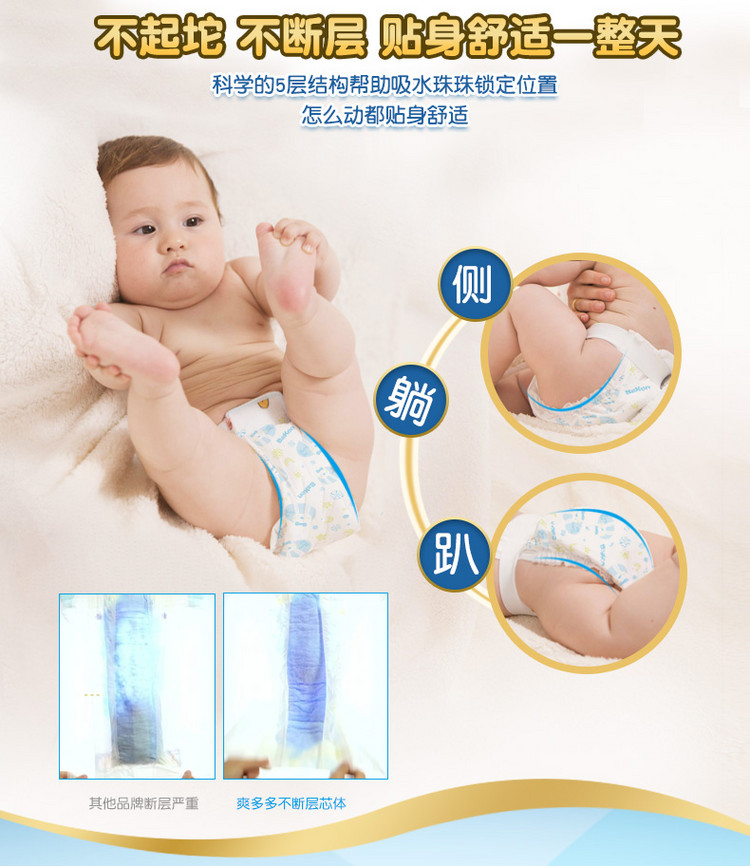 不起坨 不断层 贴身舒适一整天
科学的5层结构帮助吸水珠珠锁定位置
怎么动都贴身舒适
侧
躺
趴
其他品牌断层严重
爽多多不断层芯体